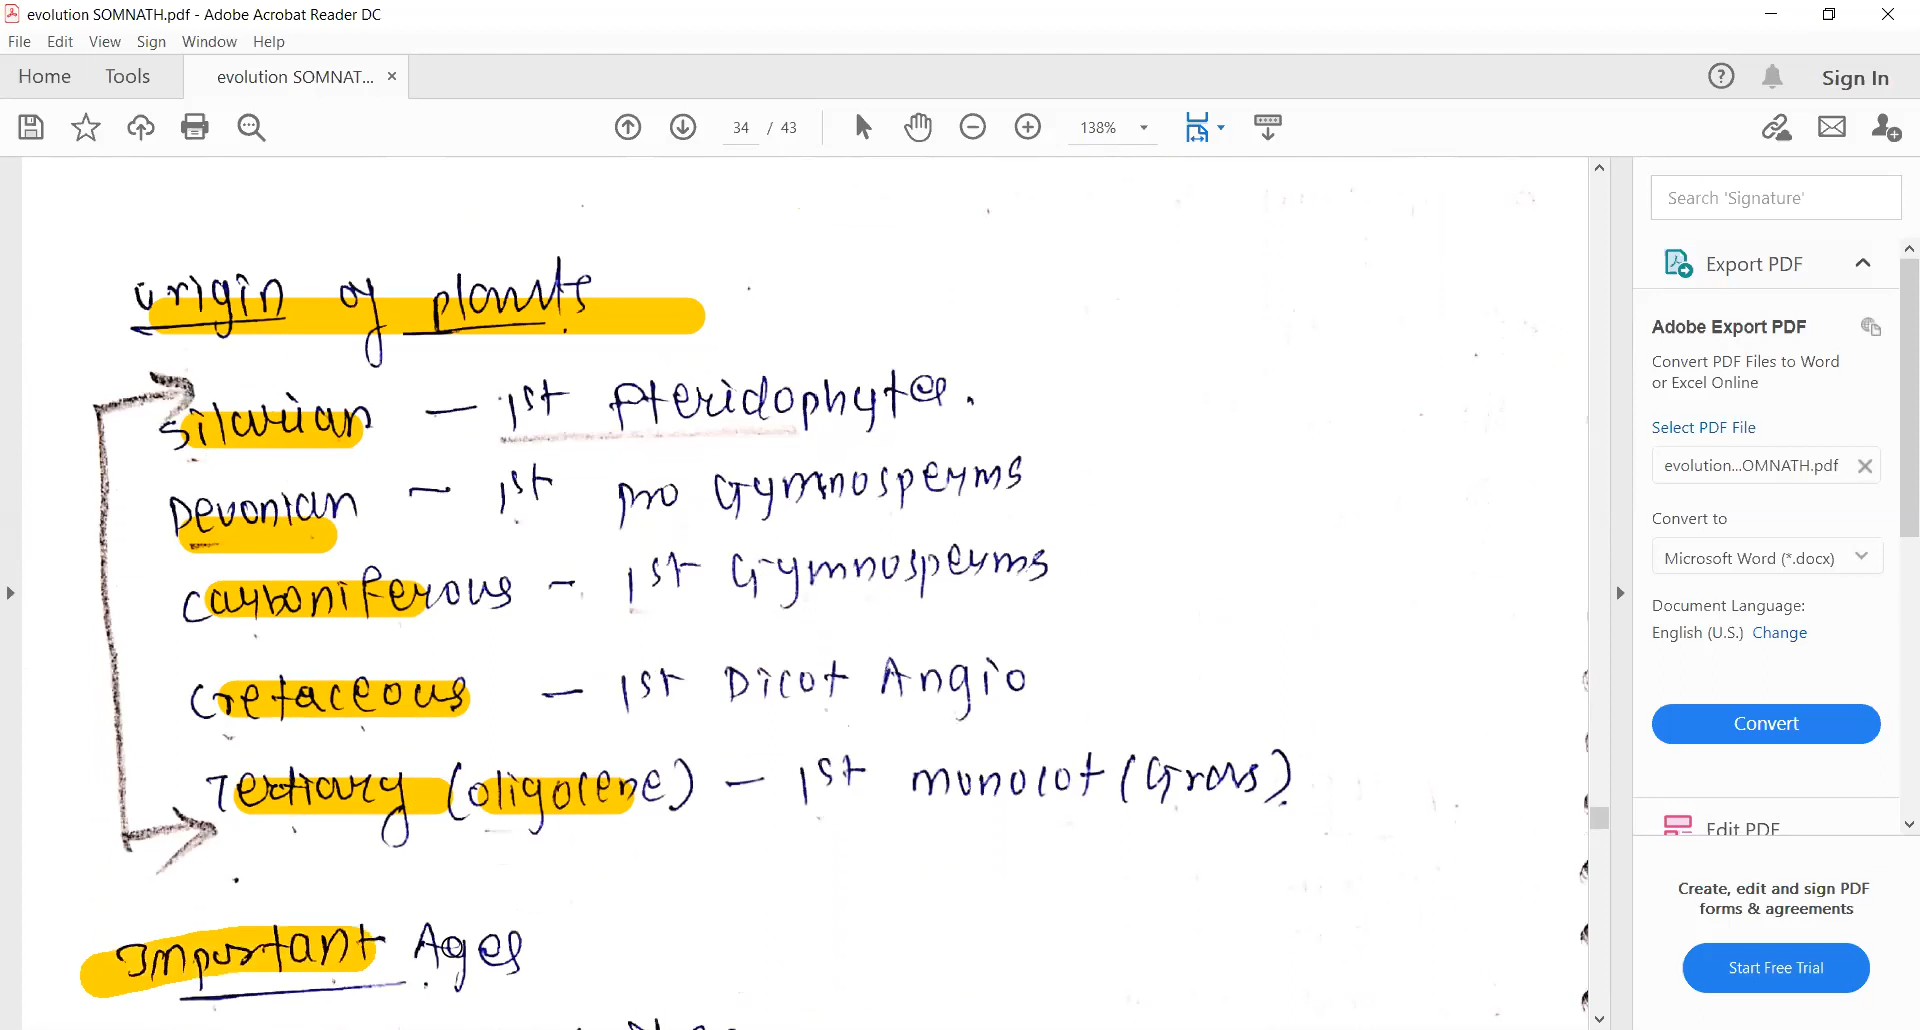 evolution SOMNATH.pdf - Adobe Acrobat Reader DC
File Edit View Sign Window Help
Home Tools evolution SOMNAT... × Sign In
34 / 43 138%
Origin of plants
Silurian — 1st Pteridophytes.
Devonian — 1st pro Gymnosperms
Carboniferous — 1st Gymnosperms
Cretaceous — 1st Dicot Angio
Tertiary (oligocene) — 1st monocot (Grass).
Important Ages
Search 'Signature'
Export PDF
Adobe Export PDF
Convert PDF Files to Word
or Excel Online
Select PDF File
evolution...OMNATH.pdf
Convert to
Microsoft Word (*.docx)
Document Language:
English (U.S.) Change
Convert
Edit PDF
Create, edit and sign PDF
forms & agreements
Start Free Trial